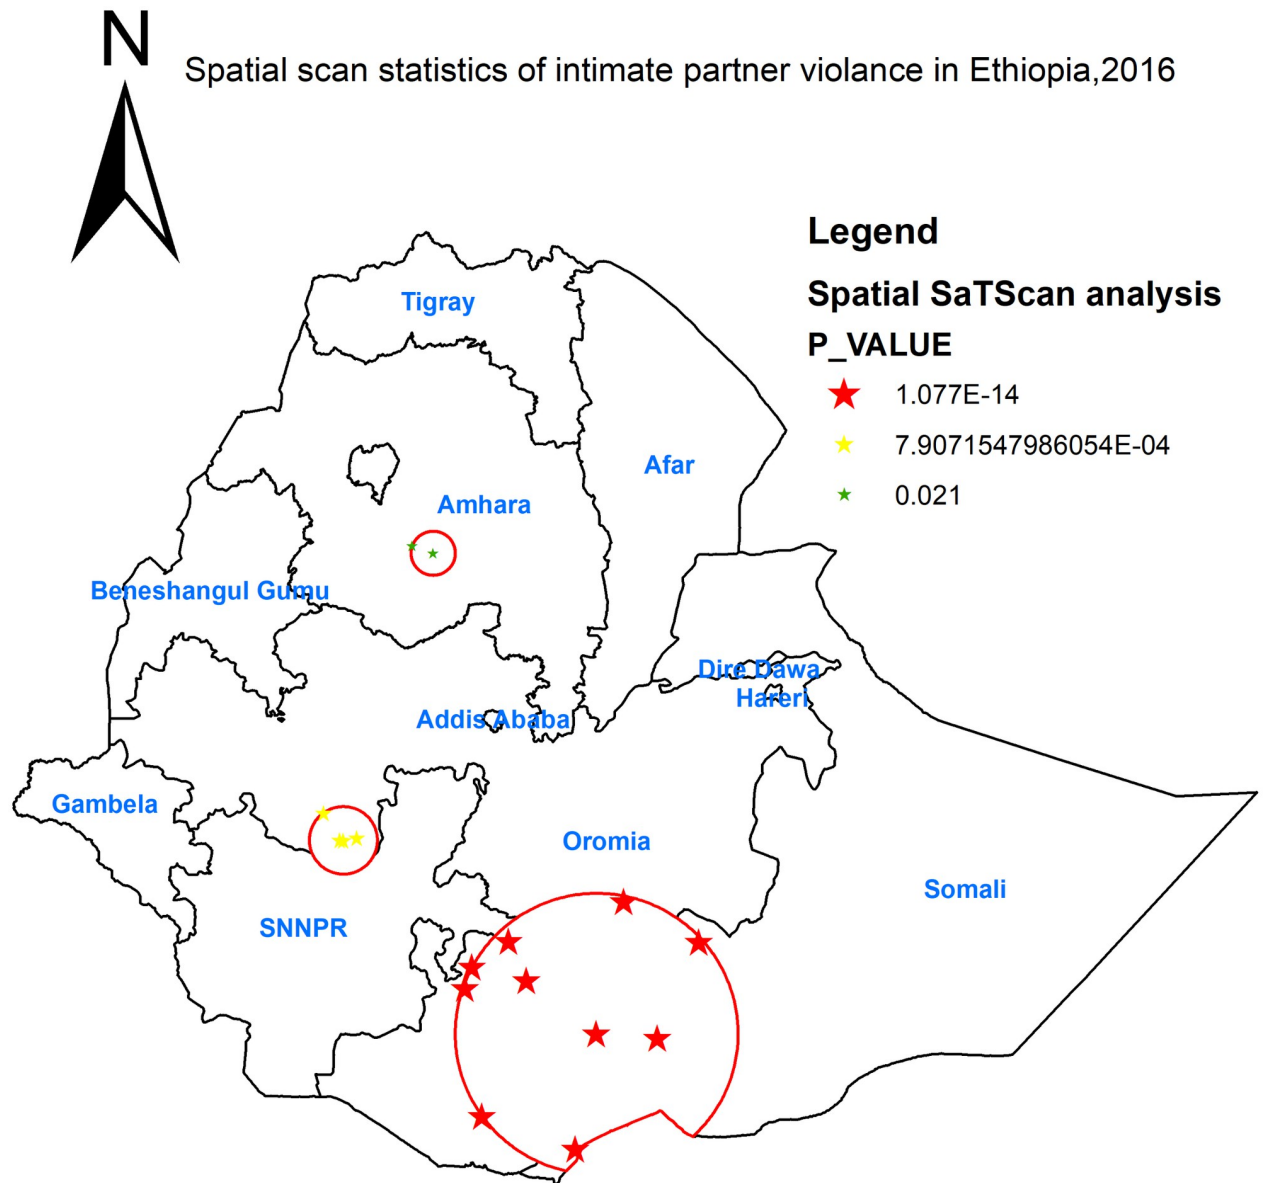 N
Spatial scan statistics of intimate partner violance in Ethiopia,2016
Legend
Spatial SaTScan analysis
P_VALUE
1.077E-14
7.9071547986054E-04
0.021
Tigray
Afar
Amhara
Beneshangul Gumu
Dire Dawa
Hareri
Addis Ababa
Gambela
Oromia
Somali
SNNPR